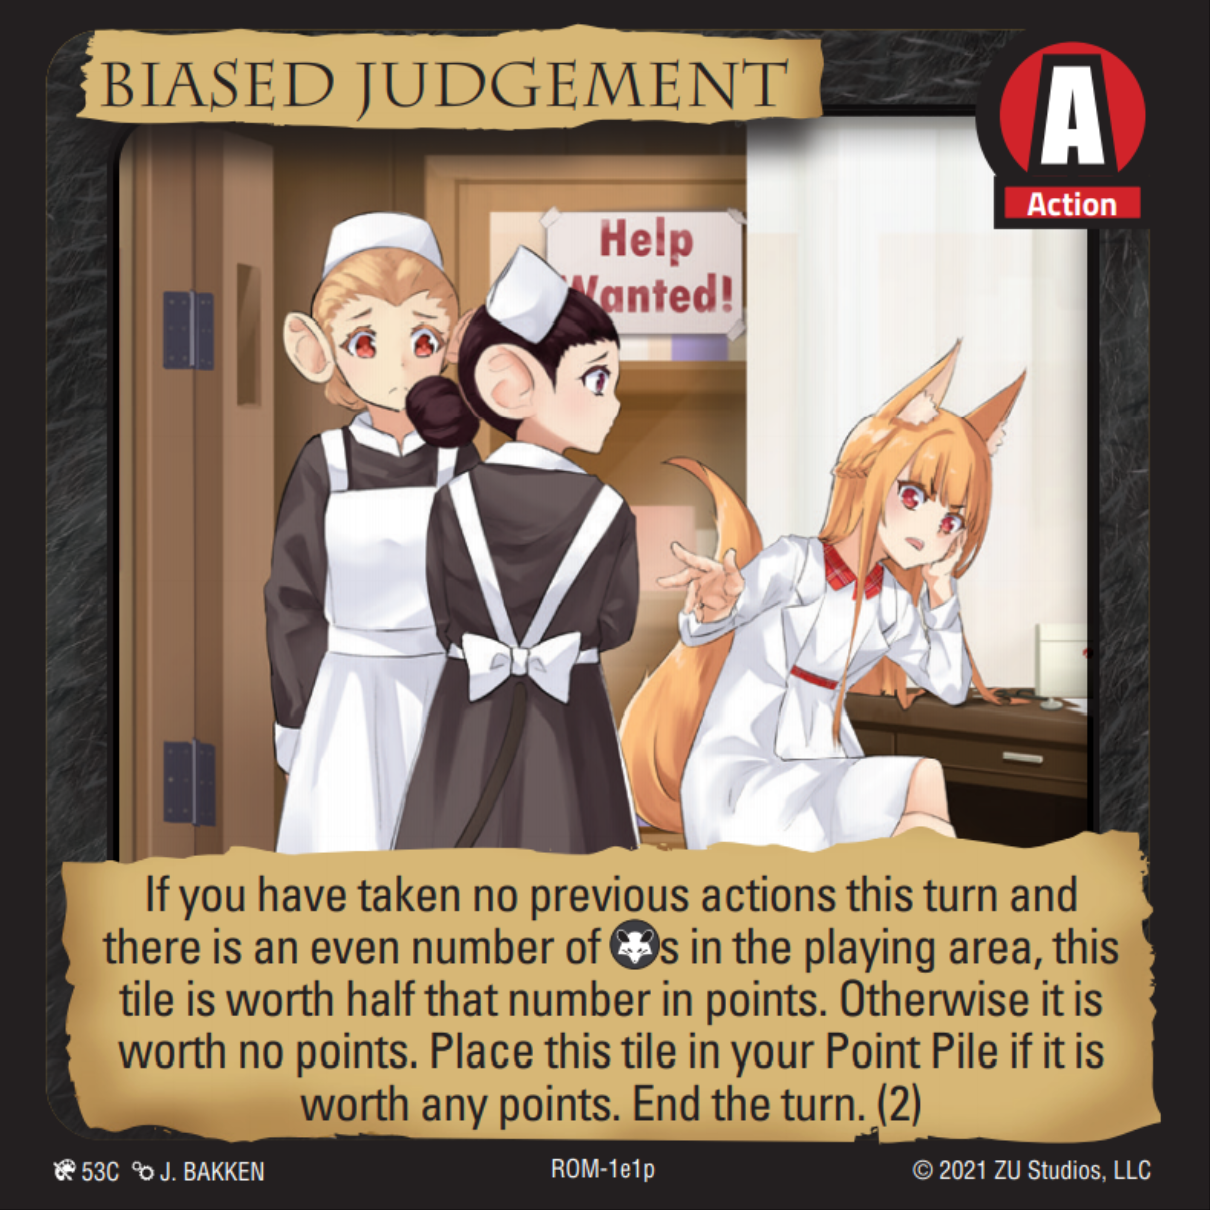 BIASED JUDGEMENT
A
Action
Help
Wanted!
If you have taken no previous actions this turn and
there is an even number of s in the playing area, this
tile is worth half that number in points. Otherwise it is
worth no points. Place this tile in your Point Pile if it is
worth any points. End the turn. (2)
53C J. BAKKEN
ROM-1e1p
© 2021 ZU Studios, LLC